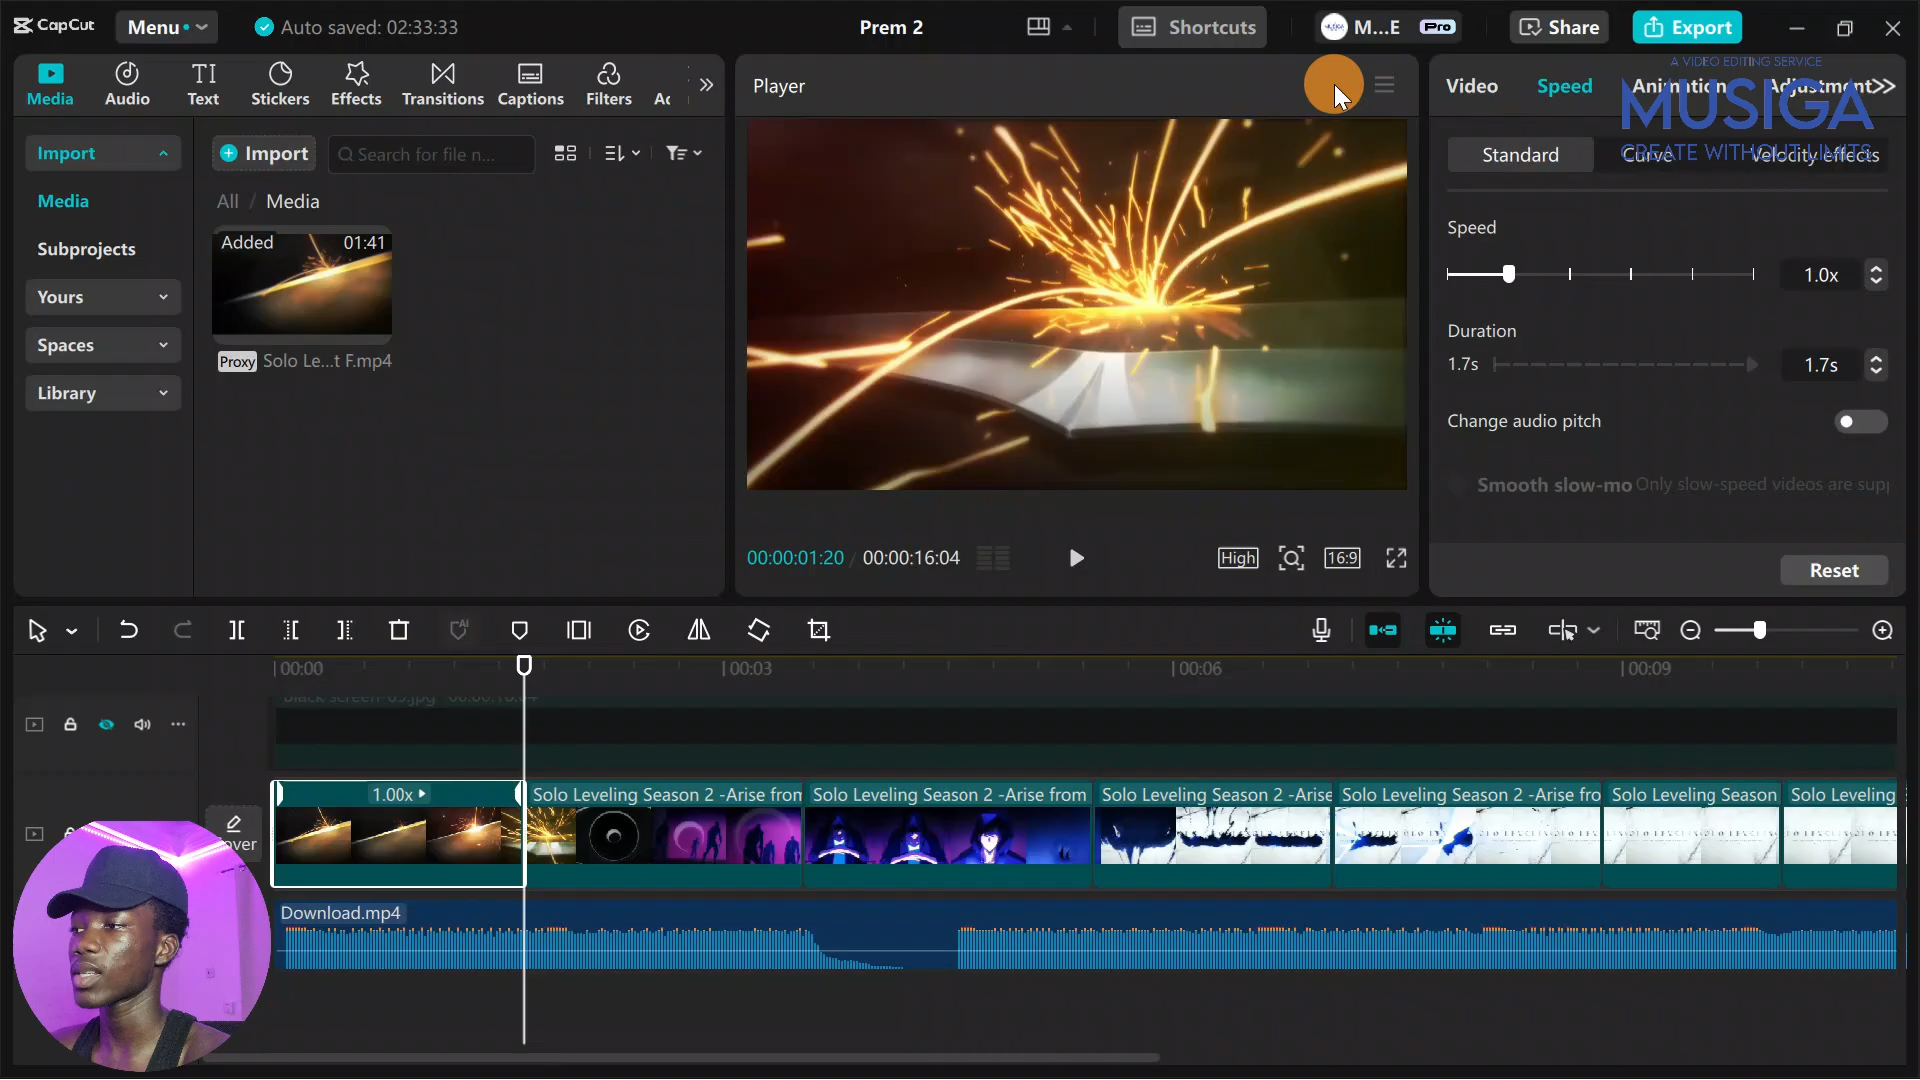 CapCut
Menu
Auto saved: 02:33:33
Prem 2
Shortcuts
M...E
Pro
Share
Export
Media
Audio
Text
Stickers
Effects
Transitions
Captions
Filters
Player
Video
Speed
Animation
Adjustment
A VIDEO EDITING SERVICE
MUSIGA
CREATE WITHOUT LIMITS
Import
Import
Search for file n...
Standard
Curve
Velocity effects
Media
All / Media
Subprojects
Added
01:41
Yours
Spaces
Proxy
Solo Le...t F.mp4
Library
Speed
1.0x
Duration
1.7s
1.7s
Change audio pitch
Smooth slow-mo
Only slow-speed videos are supp
Reset
00:00:01:20 / 00:00:16:04
High
16:9
00:00
00:03
00:06
00:09
black screen-09.jpg 00:00:16:04
1.00x
Solo Leveling Season 2 -Arise from
Solo Leveling Season 2 -Arise from
Solo Leveling Season 2 -Arise
Solo Leveling Season 2 -Arise fro
Solo Leveling Season
Solo Leveling
Download.mp4